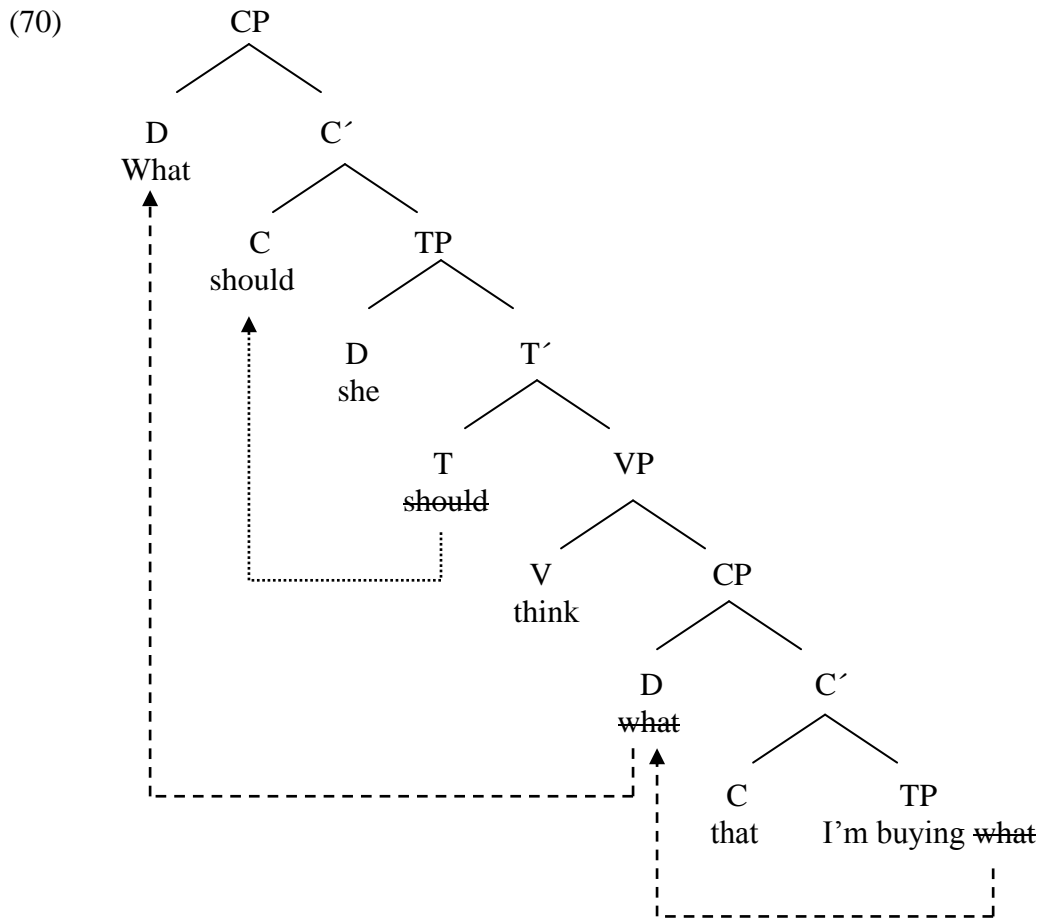 (70) CP
D C´
What
C TP
should
D T´
she
T VP
should
V CP
think
D C´
what
C TP
that I’m buying what